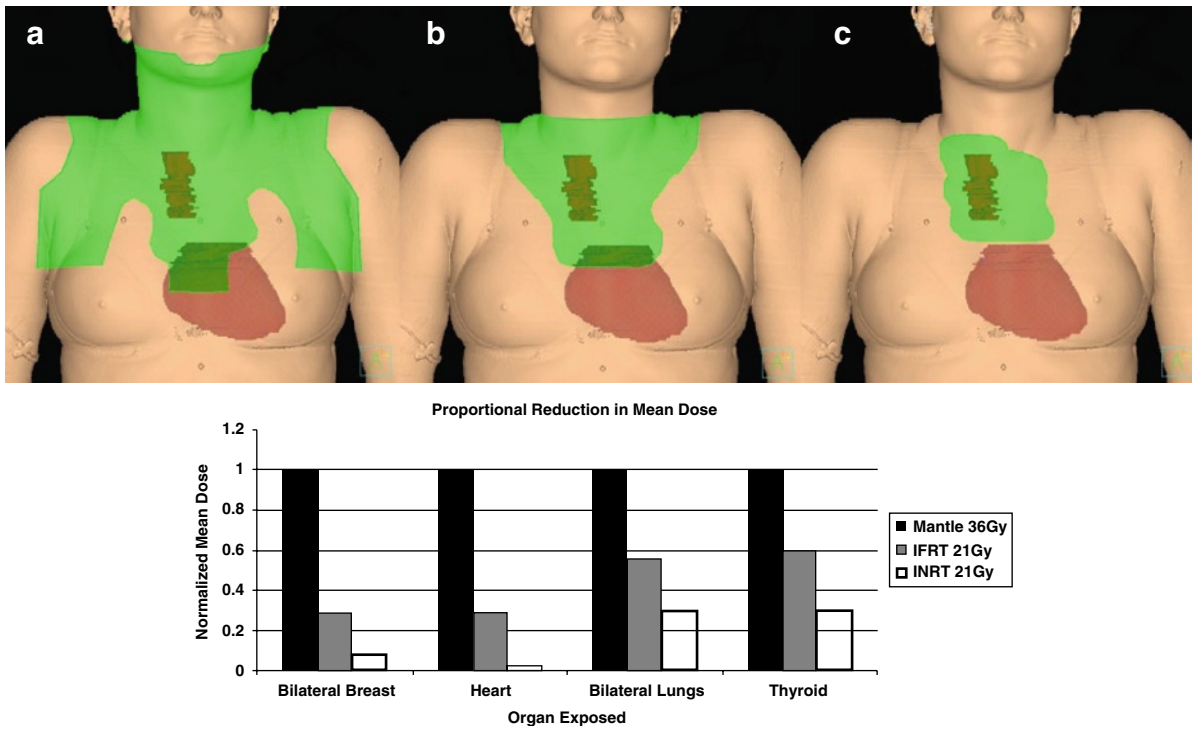 a
b
c
Proportional Reduction in Mean Dose
Normalized Mean Dose
1.2
1
0.8
0.6
0.4
0.2
0
Bilateral Breast
Heart
Bilateral Lungs
Thyroid
Organ Exposed
Mantle 36Gy
IFRT 21Gy
INRT 21Gy